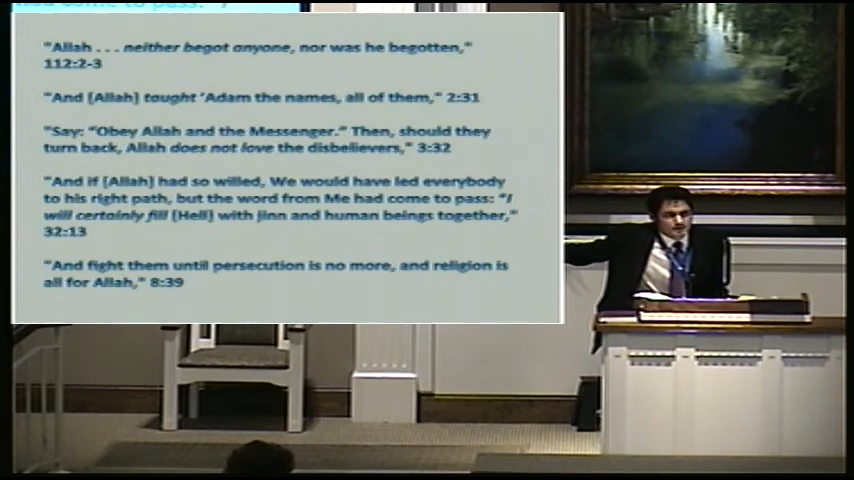 had come to pass: "I
"Allah . . . neither begot anyone, nor was he begotten,"
112:2-3
"And [Allah] taught ‘Adam the names, all of them," 2:31
"Say: “Obey Allah and the Messenger.” Then, should they
turn back, Allah does not love the disbelievers," 3:32
"And if [Allah] had so willed, We would have led everybody
to his right path, but the word from Me had come to pass: “I
will certainly fill [Hell] with jinn and human beings together,"
32:13
"And fight them until persecution is no more, and religion is
all for Allah," 8:39